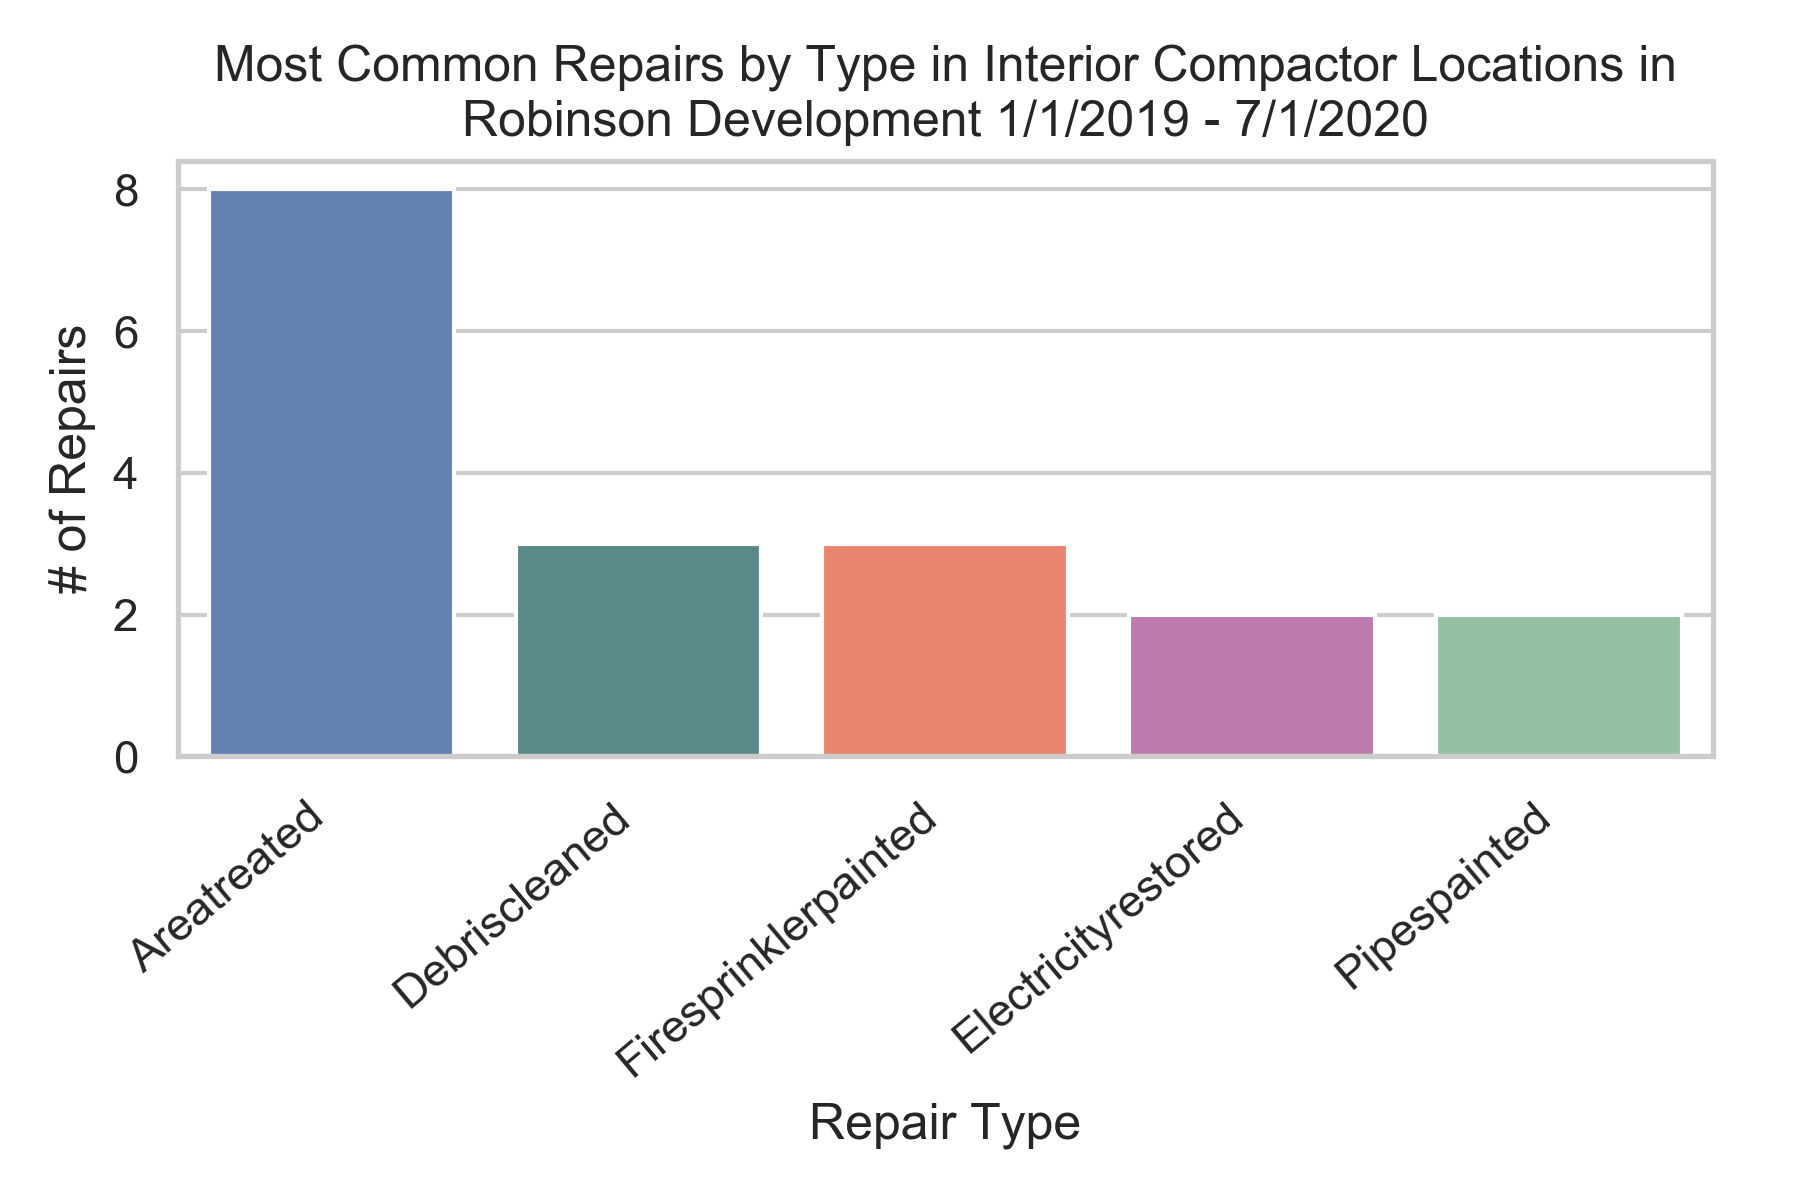 Most Common Repairs by Type in Interior Compactor Locations in
Robinson Development 1/1/2019 - 7/1/2020
# of Repairs
8
6
4
2
0
Areatreated
Debriscleaned
Firesprinklerpainted
Electricityrestored
Pipespainted
Repair Type